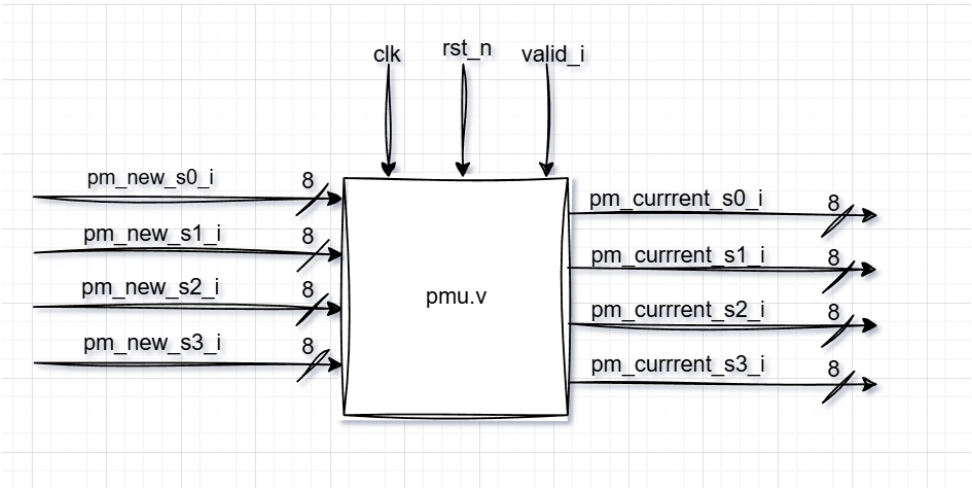 clk
rst_n
valid_i
pm_new_s0_i
8
pm_new_s1_i
8
pm_new_s2_i
8
pm_new_s3_i
8
pmu.v
pm_currrent_s0_i
8
pm_currrent_s1_i
8
pm_currrent_s2_i
8
pm_currrent_s3_i
8